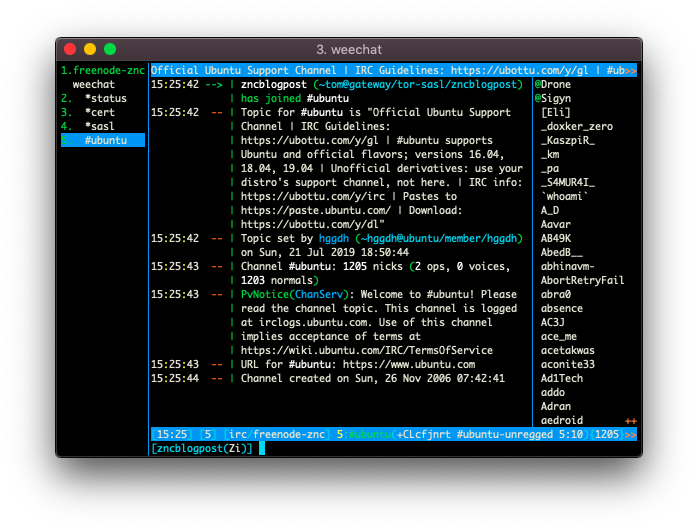 3. weechat
1.freenode-znc
weechat
2. *status
3. *cert
4. *sasl
#ubuntu
Official Ubuntu Support Channel | IRC Guidelines: https://ubottu.com/y/gl | #ub>>
15:25:42 --> | zncblogpost (~tom@gateway/tor-sasl/zncblogpost)
| has joined #ubuntu
15:25:42 -- | Topic for #ubuntu is "Official Ubuntu Support
| Channel | IRC Guidelines:
| https://ubottu.com/y/gl | #ubuntu supports
| Ubuntu and official flavors; versions 16.04,
| 18.04, 19.04 | Unofficial derivatives: use your
| distro's support channel, not here. | IRC info:
| https://ubottu.com/y/irc | Pastes to
| https://paste.ubuntu.com/ | Download:
| https://ubottu.com/y/dl"
15:25:42 -- | Topic set by hggdh (~hggdh@ubuntu/member/hggdh)
| on Sun, 21 Jul 2019 18:50:44
15:25:43 -- | Channel #ubuntu: 1205 nicks (2 ops, 0 voices,
| 1203 normals)
15:25:43 -- | PvNotice(ChanServ): Welcome to #ubuntu! Please
| read the channel topic. This channel is logged
| at irclogs.ubuntu.com. Use of this channel
| implies acceptance of terms at
| https://wiki.ubuntu.com/IRC/TermsOfService
15:25:43 -- | URL for #ubuntu: https://www.ubuntu.com
15:25:44 -- | Channel created on Sun, 26 Nov 2006 07:42:41
@Drone
@Sigyn
[Eli]
_doxker_zero
_KaszpiR_
_km
_pa
_S4MUR4I_
`whoami`
A_D
Aavar
AB49K
AbedB__
abhinavm-
AbortRetryFail
abra0
absence
AC3J
ace_me
acetakwas
aconite33
Ad1Tech
addo
Adran
aedroid ++
[15:25] [5] [irc/freenode-znc] 5:#ubuntu(+CLcfjnrt #ubuntu-unregged 5:10){1205}>>
[zncblogpost(Zi)]